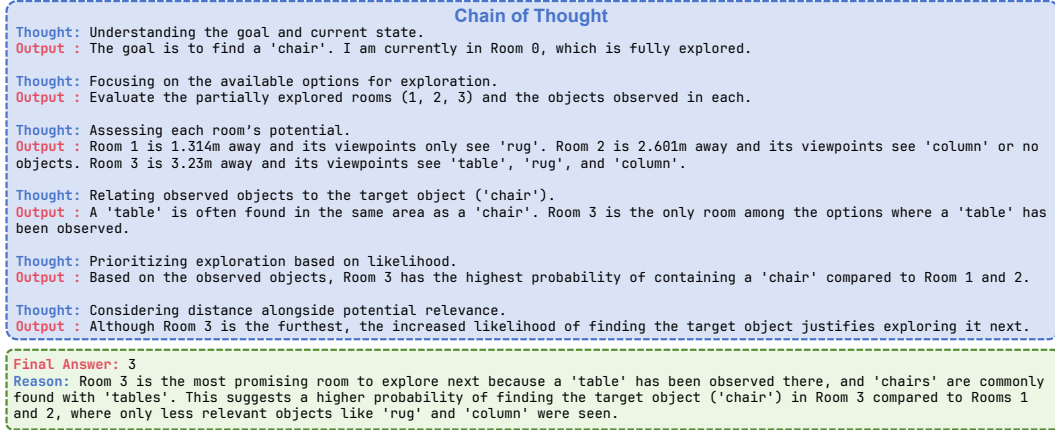 Chain of Thought
Thought: Understanding the goal and current state.
Output : The goal is to find a 'chair'. I am currently in Room 0, which is fully explored.
Thought: Focusing on the available options for exploration.
Output : Evaluate the partially explored rooms (1, 2, 3) and the objects observed in each.
Thought: Assessing each room's potential.
Output : Room 1 is 1.314m away and its viewpoints only see 'rug'. Room 2 is 2.601m away and its viewpoints see 'column' or no
objects. Room 3 is 3.23m away and its viewpoints see 'table', 'rug', and 'column'.
Thought: Relating observed objects to the target object ('chair').
Output : A 'table' is often found in the same area as a 'chair'. Room 3 is the only room among the options where a 'table' has
been observed.
Thought: Prioritizing exploration based on likelihood.
Output : Based on the observed objects, Room 3 has the highest probability of containing a 'chair' compared to Room 1 and 2.
Thought: Considering distance alongside potential relevance.
Output : Although Room 3 is the furthest, the increased likelihood of finding the target object justifies exploring it next.
Final Answer: 3
Reason: Room 3 is the most promising room to explore next because a 'table' has been observed there, and 'chairs' are commonly
found with 'tables'. This suggests a higher probability of finding the target object ('chair') in Room 3 compared to Rooms 1
and 2, where only less relevant objects like 'rug' and 'column' were seen.